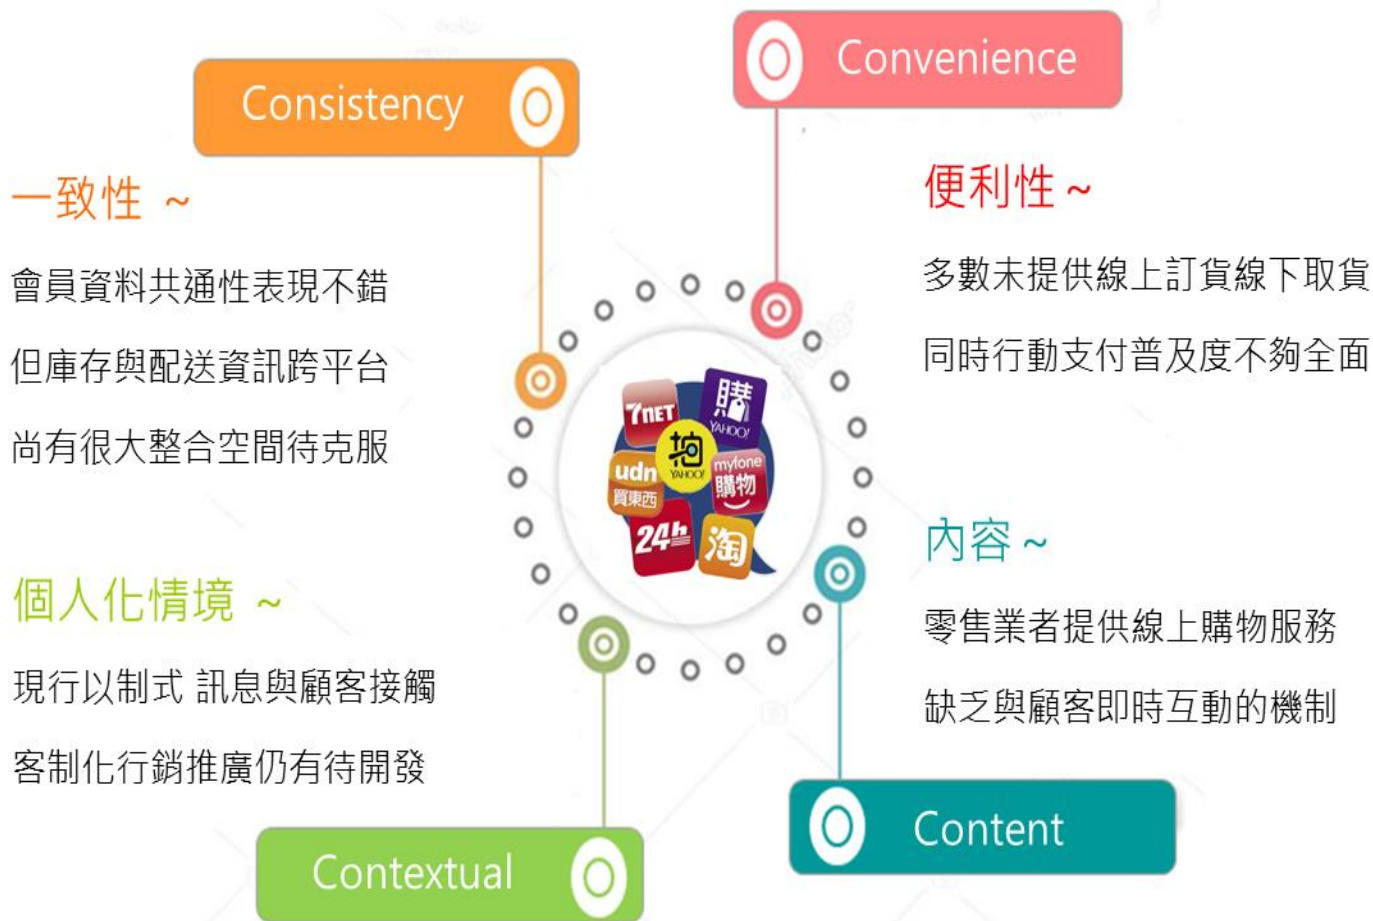 Consistency
一致性 ~
會員資料共通性表現不錯
但庫存與配送資訊跨平台
尚有很大整合空間待克服
Convenience
便利性 ~
多數未提供線上訂貨線下取貨
同時行動支付普及度不夠全面
7NET
購
YAHOO!
拍
YAHOO!
udn
買東西
myfone
購物
24h
淘
個人化情境 ~
現行以制式 訊息與顧客接觸
客制化行銷推廣仍有待開發
Contextual
內容 ~
零售業者提供線上購物服務
缺乏與顧客即時互動的機制
Content